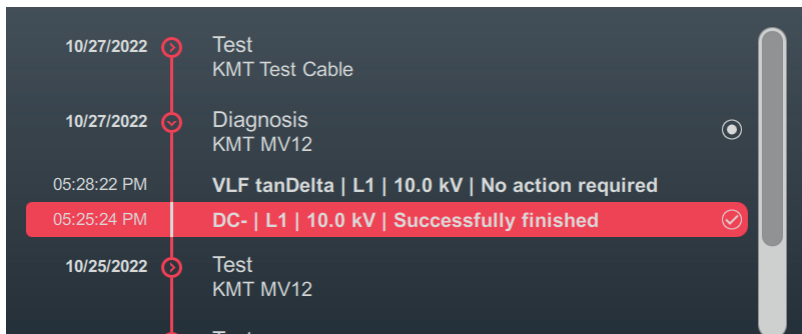 10/27/2022 Test
KMT Test Cable
10/27/2022 Diagnosis
KMT MV12
05:28:22 PM VLF tanDelta | L1 | 10.0 kV | No action required
05:25:24 PM DC- | L1 | 10.0 kV | Successfully finished
10/25/2022 Test
KMT MV12